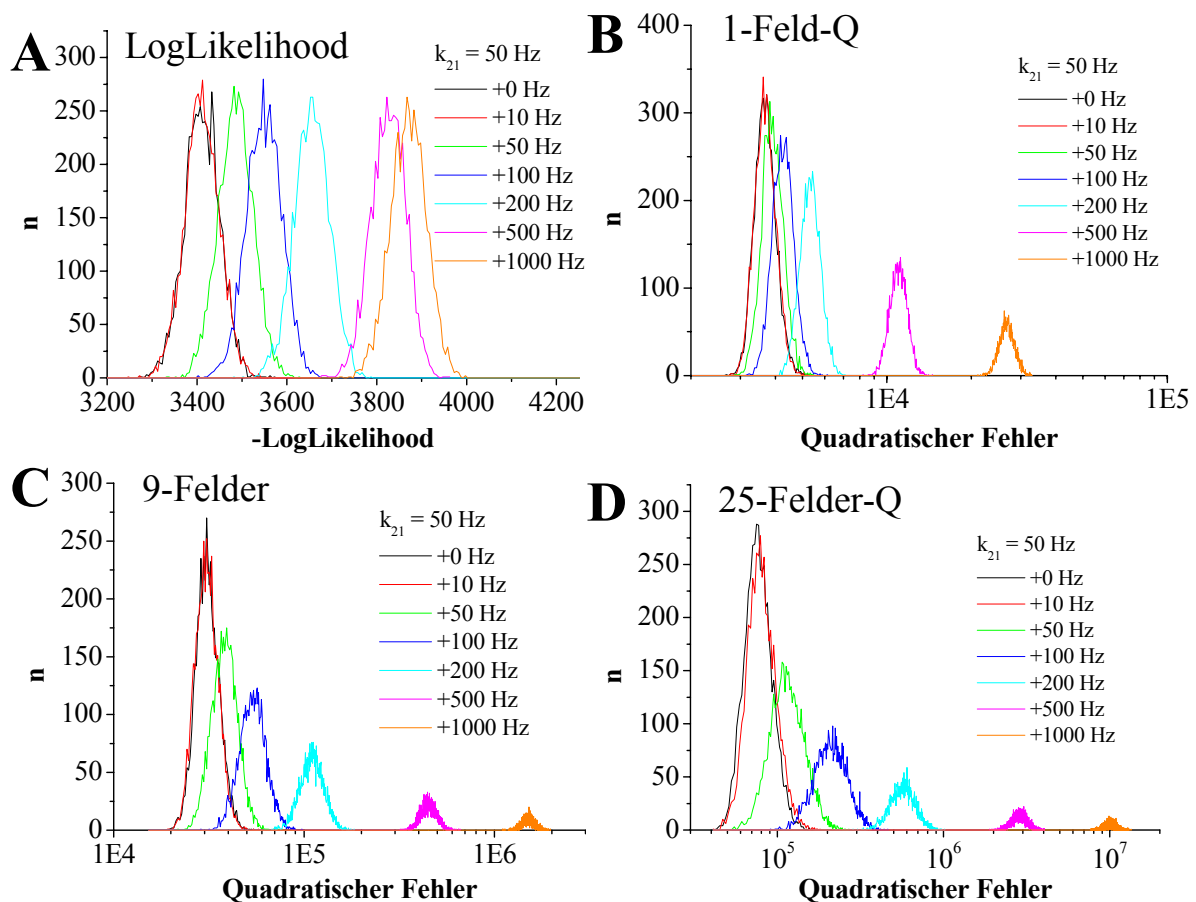 A
LogLikelihood
k21 = 50 Hz
+0 Hz
+10 Hz
+50 Hz
+100 Hz
+200 Hz
+500 Hz
+1000 Hz
300
250
200
150
100
50
0
n
3200 3400 3600 3800 4000 4200
-LogLikelihood
B
1-Feld-Q
k21 = 50 Hz
+0 Hz
+10 Hz
+50 Hz
+100 Hz
+200 Hz
+500 Hz
+1000 Hz
400
300
200
100
0
n
1E4 1E5
Quadratischer Fehler
C
9-Felder
k21 = 50 Hz
+0 Hz
+10 Hz
+50 Hz
+100 Hz
+200 Hz
+500 Hz
+1000 Hz
300
250
200
150
100
50
0
n
1E4 1E5 1E6
Quadratischer Fehler
D
25-Felder-Q
k21 = 50 Hz
+0 Hz
+10 Hz
+50 Hz
+100 Hz
+200 Hz
+500 Hz
+1000 Hz
300
250
200
150
100
50
0
n
10^5 10^6 10^7
Quadratischer Fehler